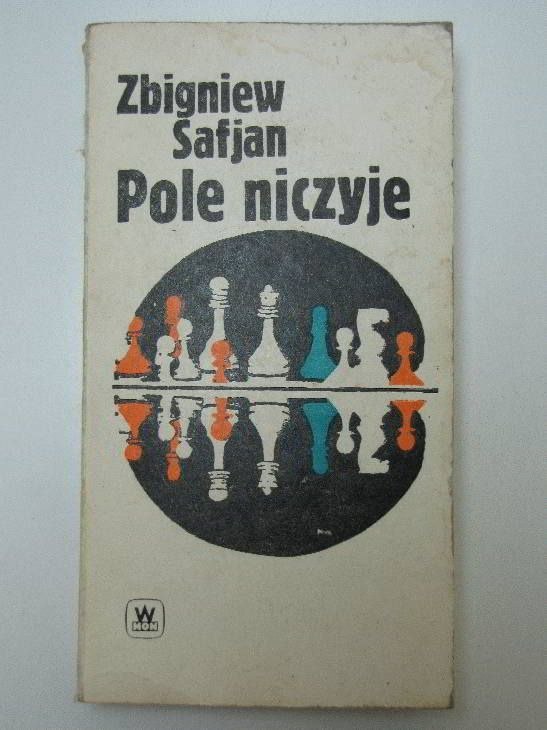 Zbigniew
Safjan
Pole niczyje
W
MON